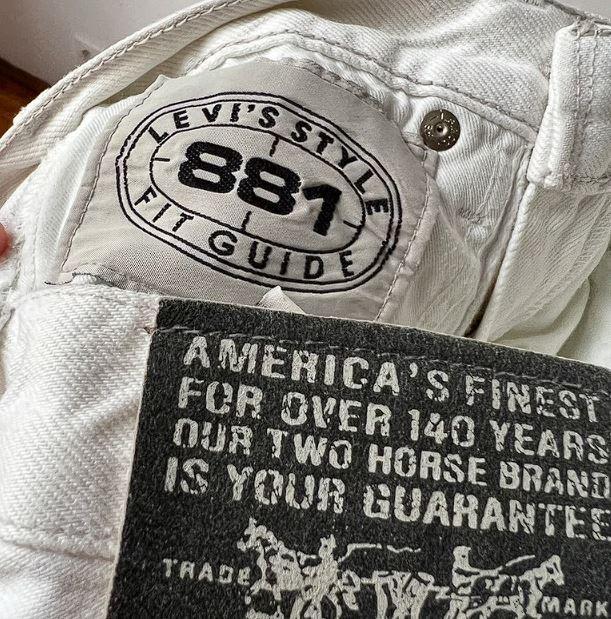 LEVI'S STYLE
881
FIT GUIDE
AMERICA'S FINEST
FOR OVER 140 YEARS
OUR TWO HORSE BRAND
IS YOUR GUARANTEE
TRADE MARK